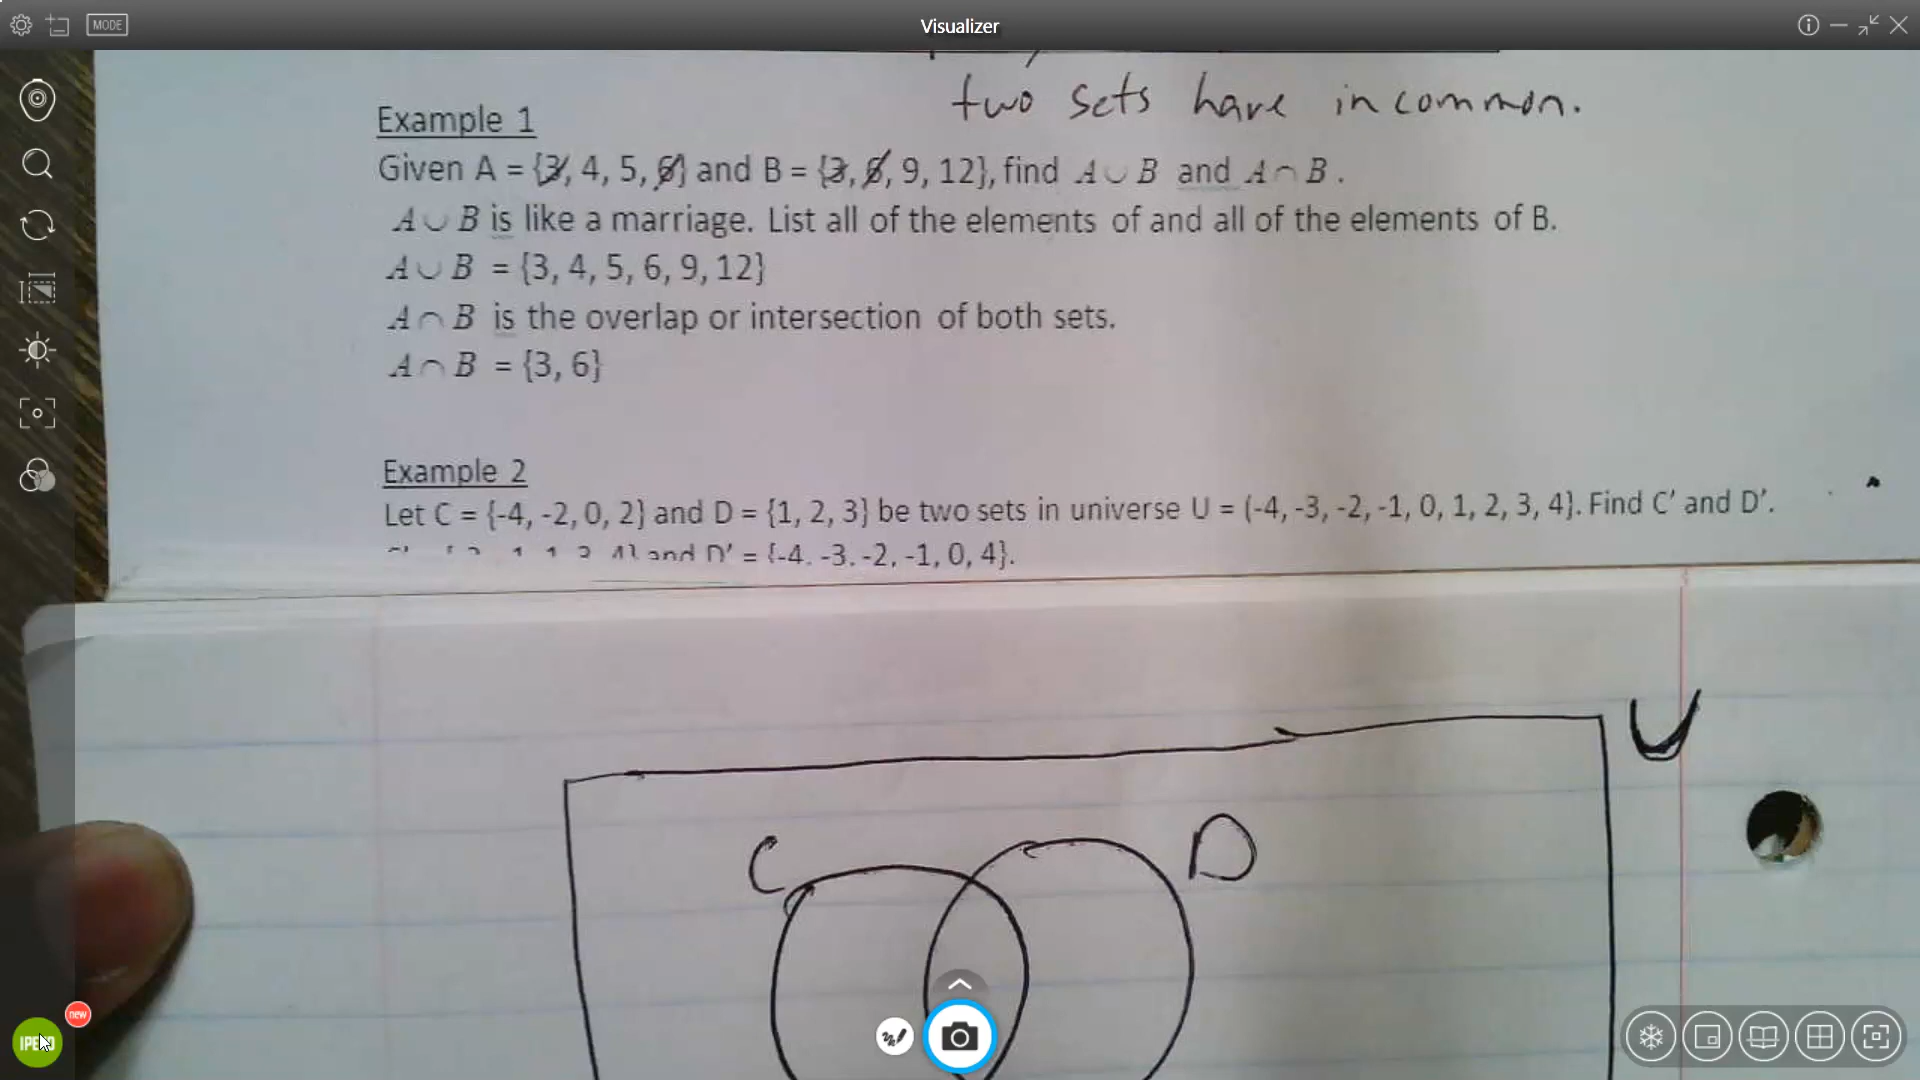 MODE
Visualizer
two sets have in common.
Example 1
Given A = {3, 4, 5, 6} and B = {3, 6, 9, 12}, find A ∪ B and A ∩ B.
A ∪ B is like a marriage. List all of the elements of and all of the elements of B.
A ∪ B = {3, 4, 5, 6, 9, 12}
A ∩ B is the overlap or intersection of both sets.
A ∩ B = {3, 6}
Example 2
Let C = {-4, -2, 0, 2} and D = {1, 2, 3} be two sets in universe U = (-4, -3, -2, -1, 0, 1, 2, 3, 4}. Find C' and D'.
and D' = {-4. -3. -2, -1, 0, 4}.
U
C D
new